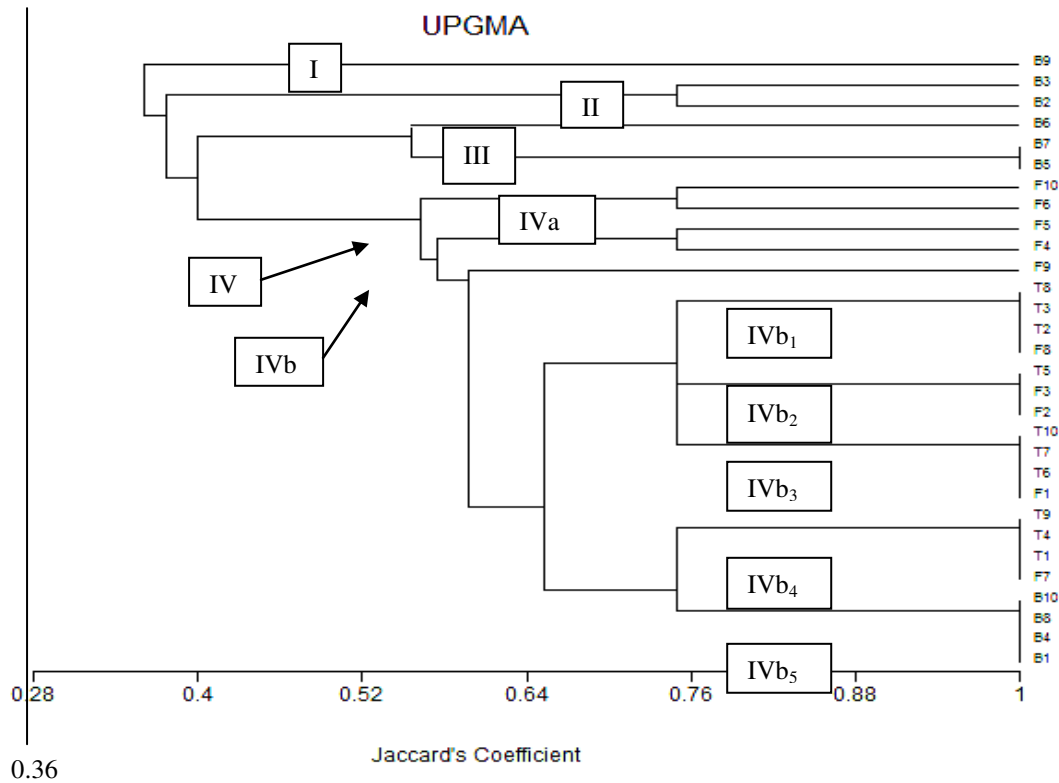 UPGMA
I
B9
B3
II
B2
B6
III
B7
B5
F10
IVa
F6
F5
F4
IV
F9
T8
T3
IVb
IVb₁
T2
F8
T5
F3
IVb₂
F2
T10
T7
IVb₃
T6
F1
T9
T4
T1
IVb₄
F7
B10
B8
B4
B1
IVb₅
0.28 0.4 0.52 0.64 0.76 0.88 1
Jaccard's Coefficient
0.36